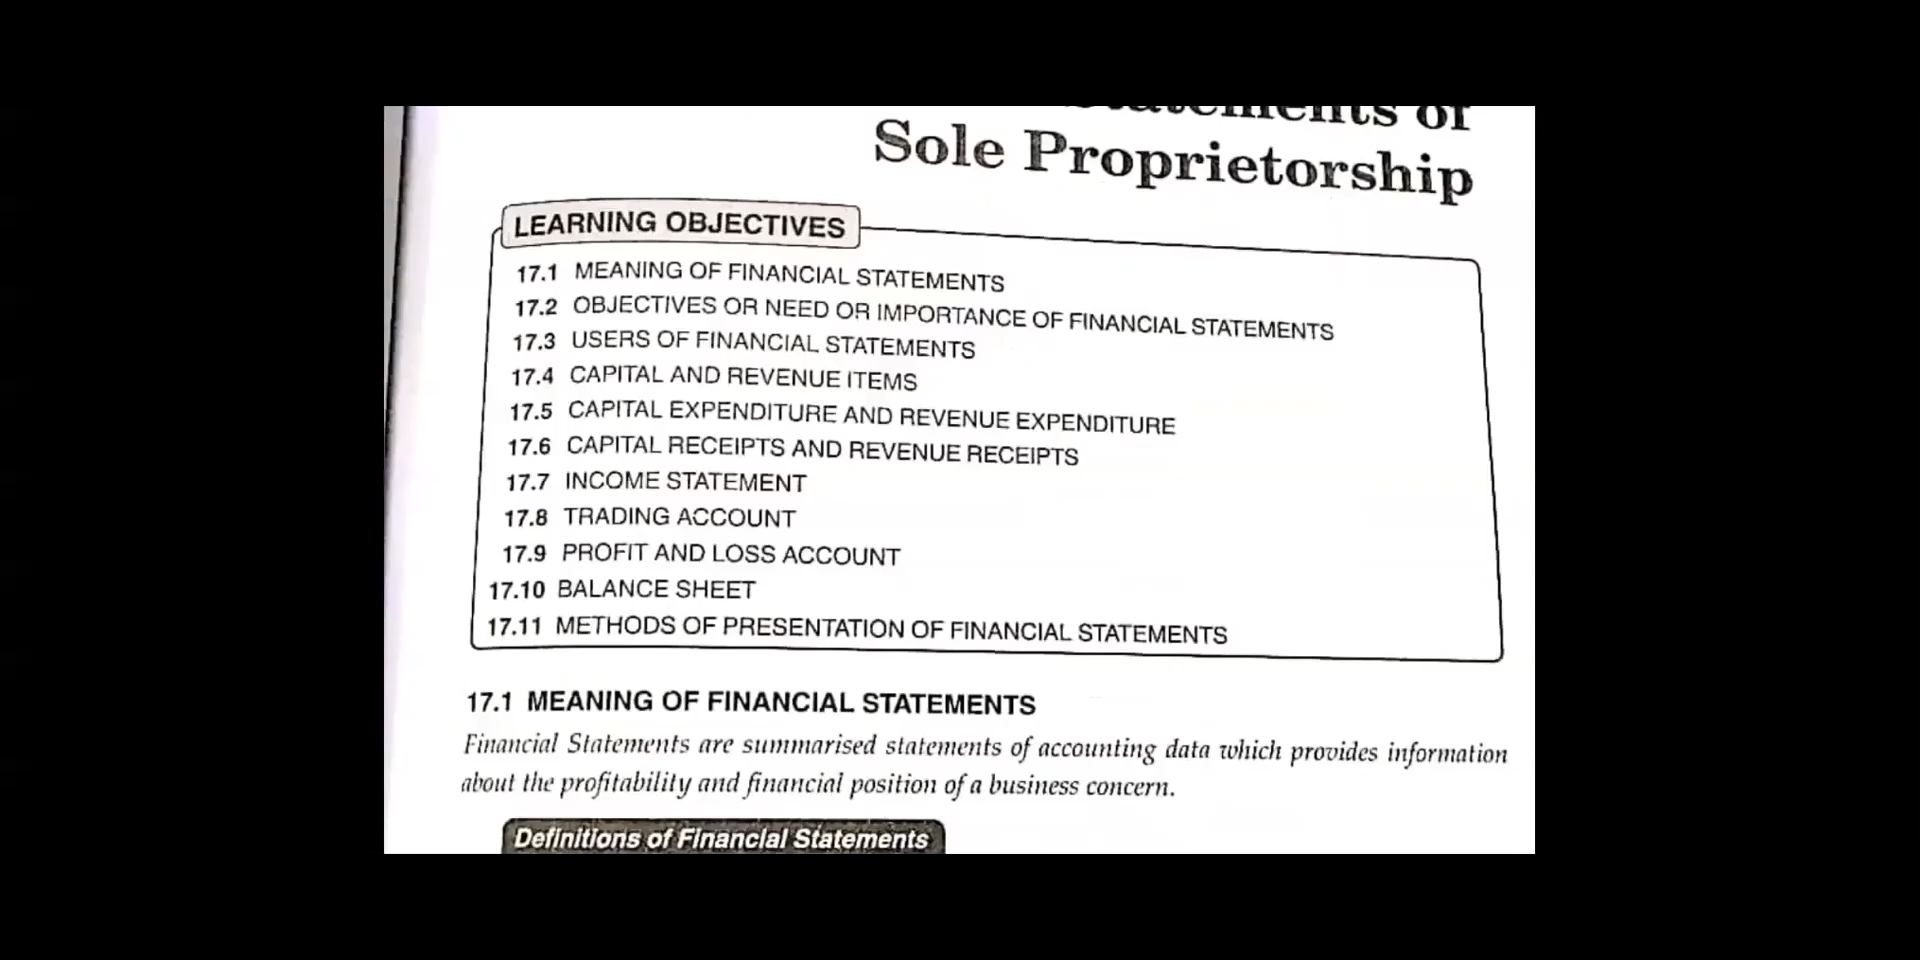 Statements of
Sole Proprietorship
LEARNING OBJECTIVES
17.1 MEANING OF FINANCIAL STATEMENTS
17.2 OBJECTIVES OR NEED OR IMPORTANCE OF FINANCIAL STATEMENTS
17.3 USERS OF FINANCIAL STATEMENTS
17.4 CAPITAL AND REVENUE ITEMS
17.5 CAPITAL EXPENDITURE AND REVENUE EXPENDITURE
17.6 CAPITAL RECEIPTS AND REVENUE RECEIPTS
17.7 INCOME STATEMENT
17.8 TRADING ACCOUNT
17.9 PROFIT AND LOSS ACCOUNT
17.10 BALANCE SHEET
17.11 METHODS OF PRESENTATION OF FINANCIAL STATEMENTS
17.1 MEANING OF FINANCIAL STATEMENTS
Financial Statements are summarised statements of accounting data which provides information
about the profitability and financial position of a business concern.
Definitions of Financial Statements